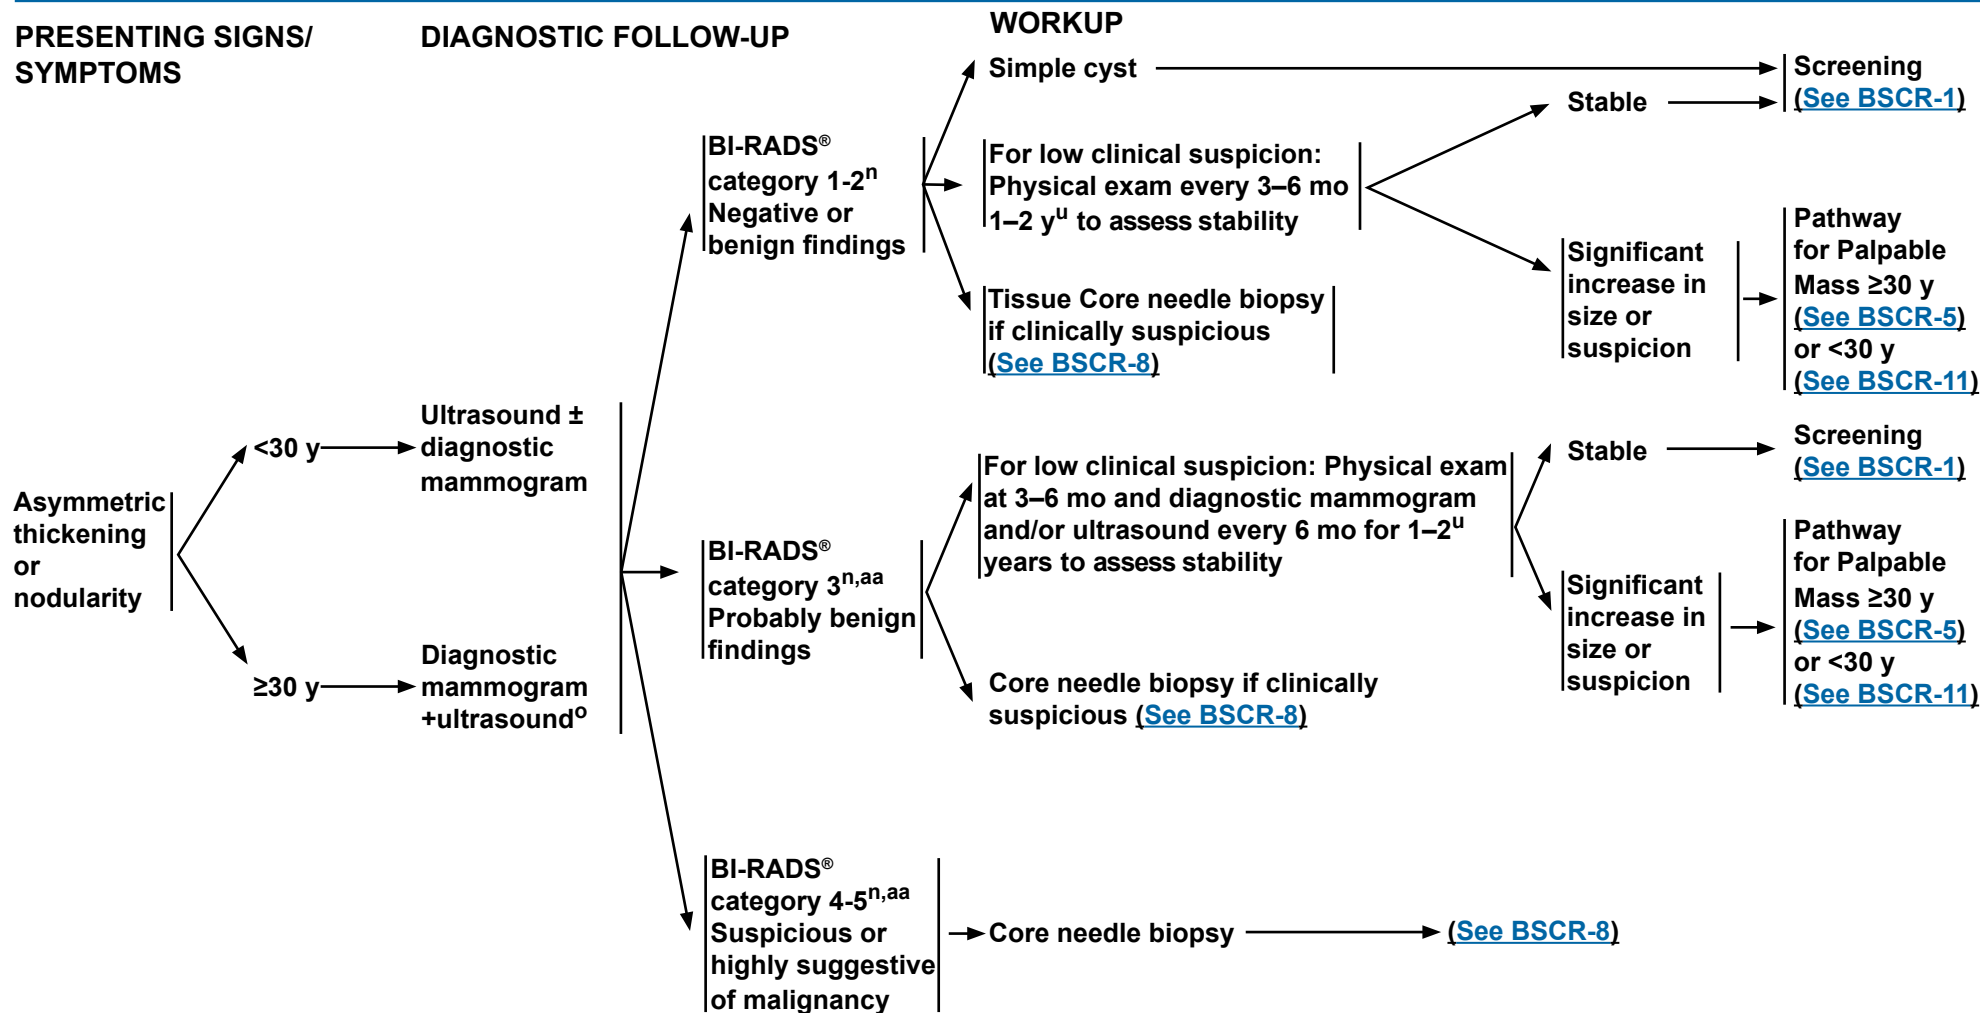 PRESENTING SIGNS/
SYMPTOMS
DIAGNOSTIC FOLLOW-UP
WORKUP
Asymmetric
thickening
or
nodularity
<30 y
≥30 y
Ultrasound ±
diagnostic
mammogram
Diagnostic
mammogram
+ultrasoundº
BI-RADS®
category 1-2ⁿ
Negative or
benign findings
Simple cyst
Screening
(See BSCR-1)
For low clinical suspicion:
Physical exam every 3–6 mo
1–2 yᵘ to assess stability
Stable
Significant
increase in
size or
suspicion
Pathway
for Palpable
Mass ≥30 y
(See BSCR-5)
or <30 y
(See BSCR-11)
Tissue Core needle biopsy
if clinically suspicious
(See BSCR-8)
BI-RADS®
category 3ⁿ,ᵃᵃ
Probably benign
findings
For low clinical suspicion: Physical exam
at 3–6 mo and diagnostic mammogram
and/or ultrasound every 6 mo for 1–2ᵘ
years to assess stability
Stable
Screening
(See BSCR-1)
Significant
increase in
size or
suspicion
Pathway
for Palpable
Mass ≥30 y
(See BSCR-5)
or <30 y
(See BSCR-11)
Core needle biopsy if clinically
suspicious (See BSCR-8)
BI-RADS®
category 4-5ⁿ,ᵃᵃ
Suspicious or
highly suggestive
of malignancy
Core needle biopsy
(See BSCR-8)